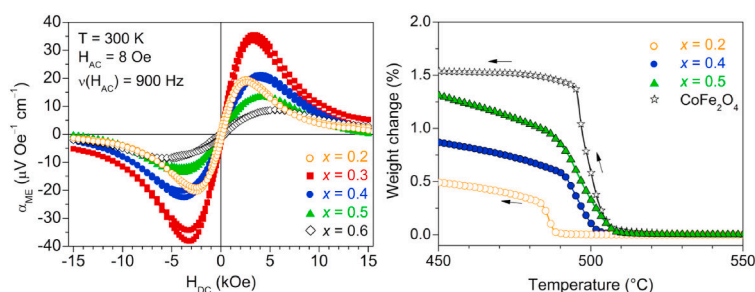 T = 300 K
H_AC = 8 Oe
ν(H_AC) = 900 Hz
x = 0.2
x = 0.3
x = 0.4
x = 0.5
x = 0.6
α_ME (μV Oe⁻¹ cm⁻¹)
40
30
20
10
0
-10
-20
-30
-40
-15 -10 -5 0 5 10 15
H_DC (kOe)
x = 0.2
x = 0.4
x = 0.5
CoFe₂O₄
Weight change (%)
2.0
1.5
1.0
0.5
0.0
450 500 550
Temperature (°C)